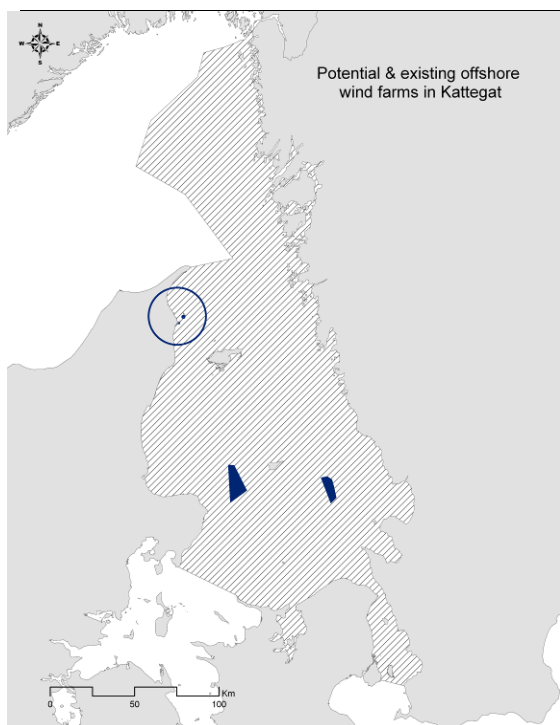 N
W E
S
Potential & existing offshore
wind farms in Kattegat
Km
0 50 100